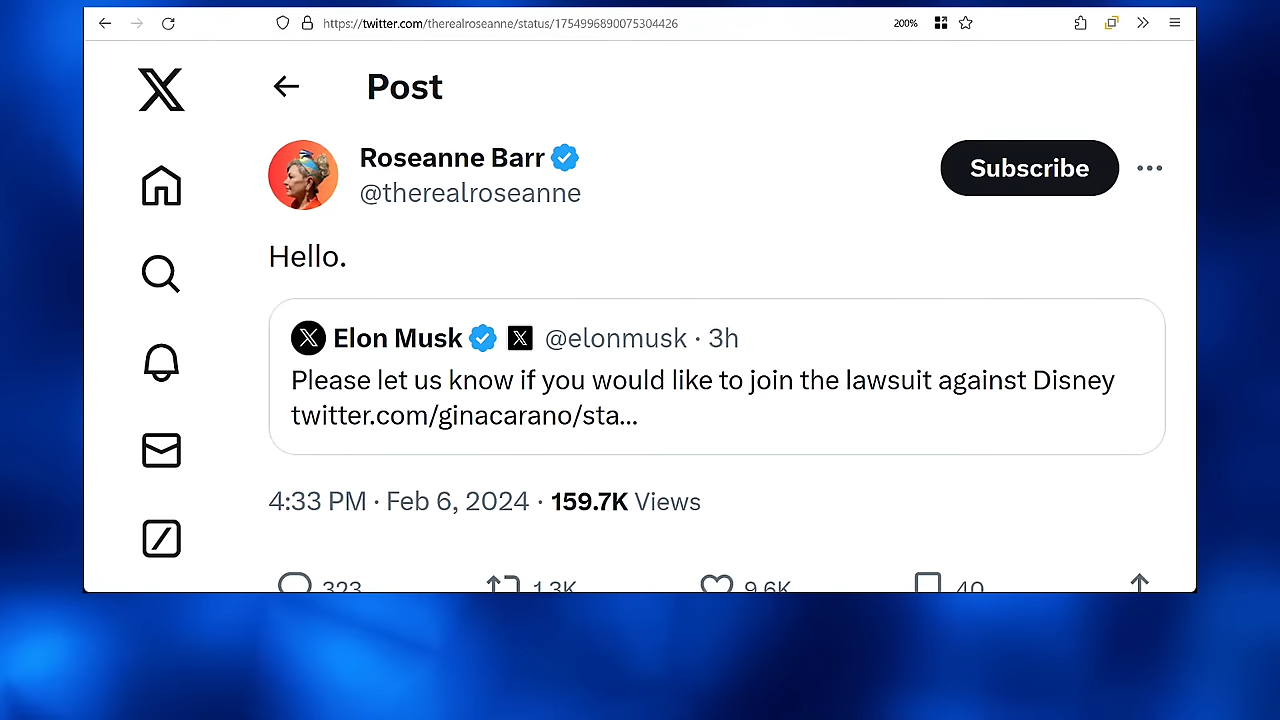 https://twitter.com/therealroseanne/status/1754996890075304426
200%
Post
Roseanne Barr
@therealroseanne
Subscribe
Hello.
Elon Musk @elonmusk · 3h
Please let us know if you would like to join the lawsuit against Disney
twitter.com/ginacarano/sta...
4:33 PM · Feb 6, 2024 · 159.7K Views
323 1.3K 9.6K 40